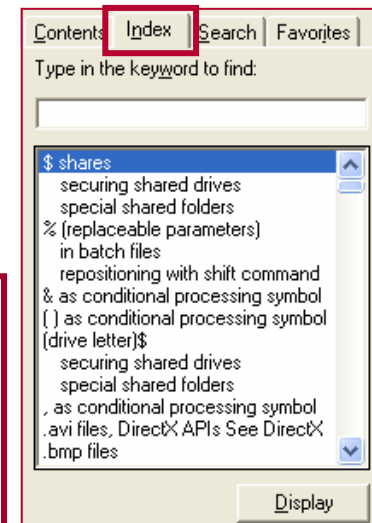 Contents Index Search Favorites
Type in the keyword to find:
$ shares
securing shared drives
special shared folders
% (replaceable parameters)
in batch files
repositioning with shift command
& as conditional processing symbol
( ) as conditional processing symbol
(drive letter)$
securing shared drives
special shared folders
, as conditional processing symbol
.avi files, DirectX APIs See DirectX
.bmp files
Display